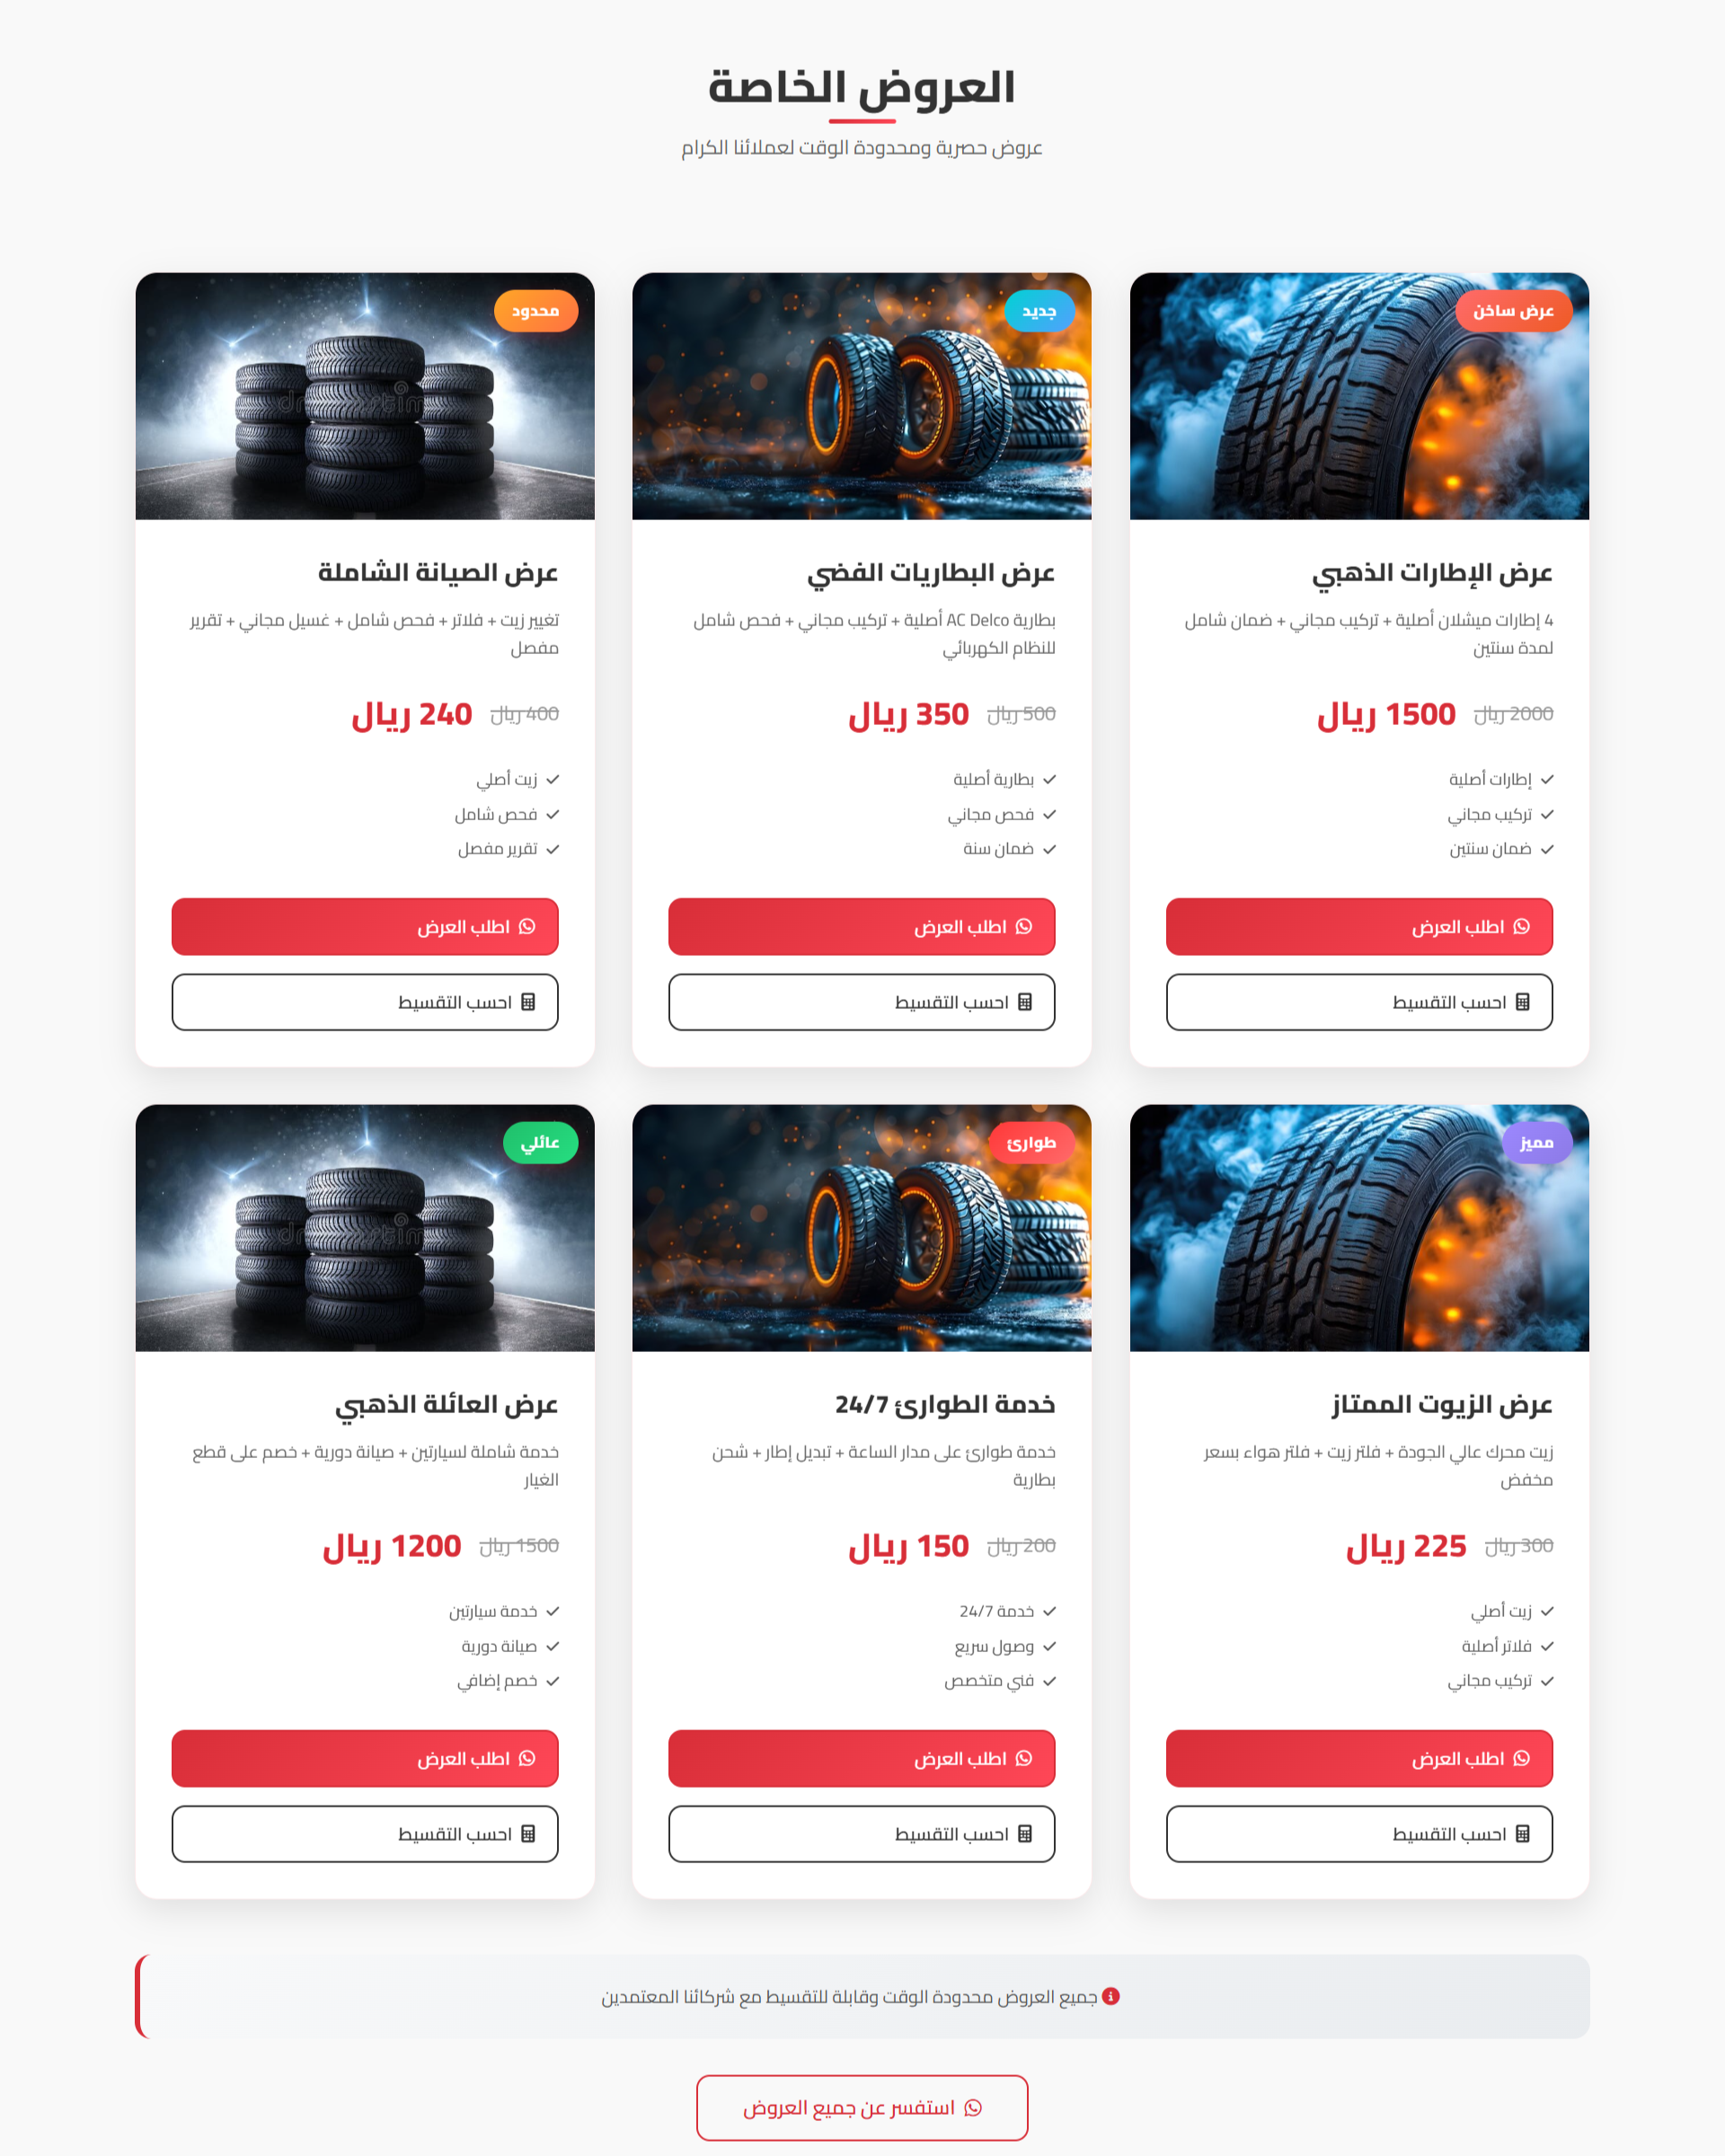 العروض الخاصة
عروض حصرية ومحدودة الوقت لعملائنا الكرام
عرض ساخن
عرض الإطارات الذهبي
4 إطارات ميشلان أصلية + تركيب مجاني + ضمان شامل
لمدة سنتين
2000 ريال 1500 ريال
إطارات أصلية
تركيب مجاني
ضمان سنتين
اطلب العرض
احسب التقسيط
جديد
عرض البطاريات الفضي
بطارية AC Delco أصلية + تركيب مجاني + فحص شامل
للنظام الكهربائي
500 ريال 350 ريال
بطارية أصلية
فحص مجاني
ضمان سنة
اطلب العرض
احسب التقسيط
محدود
عرض الصيانة الشاملة
تغيير زيت + فلاتر + فحص شامل + غسيل مجاني + تقرير
مفصل
400 ريال 240 ريال
زيت أصلي
فحص شامل
تقرير مفصل
اطلب العرض
احسب التقسيط
مميز
عرض الزيوت الممتاز
زيت محرك عالي الجودة + فلتر زيت + فلتر هواء بسعر
مخفض
300 ريال 225 ريال
زيت أصلي
فلاتر أصلية
تركيب مجاني
اطلب العرض
احسب التقسيط
طوارئ
خدمة الطوارئ 24/7
خدمة طوارئ على مدار الساعة + تبديل إطار + شحن
بطارية
200 ريال 150 ريال
خدمة 24/7
وصول سريع
فني متخصص
اطلب العرض
احسب التقسيط
عائلي
عرض العائلة الذهبي
خدمة شاملة لسيارتين + صيانة دورية + خصم على قطع
الغيار
1500 ريال 1200 ريال
خدمة سيارتين
صيانة دورية
خصم إضافي
اطلب العرض
احسب التقسيط
جميع العروض محدودة الوقت وقابلة للتقسيط مع شركائنا المعتمدين
استفسر عن جميع العروض